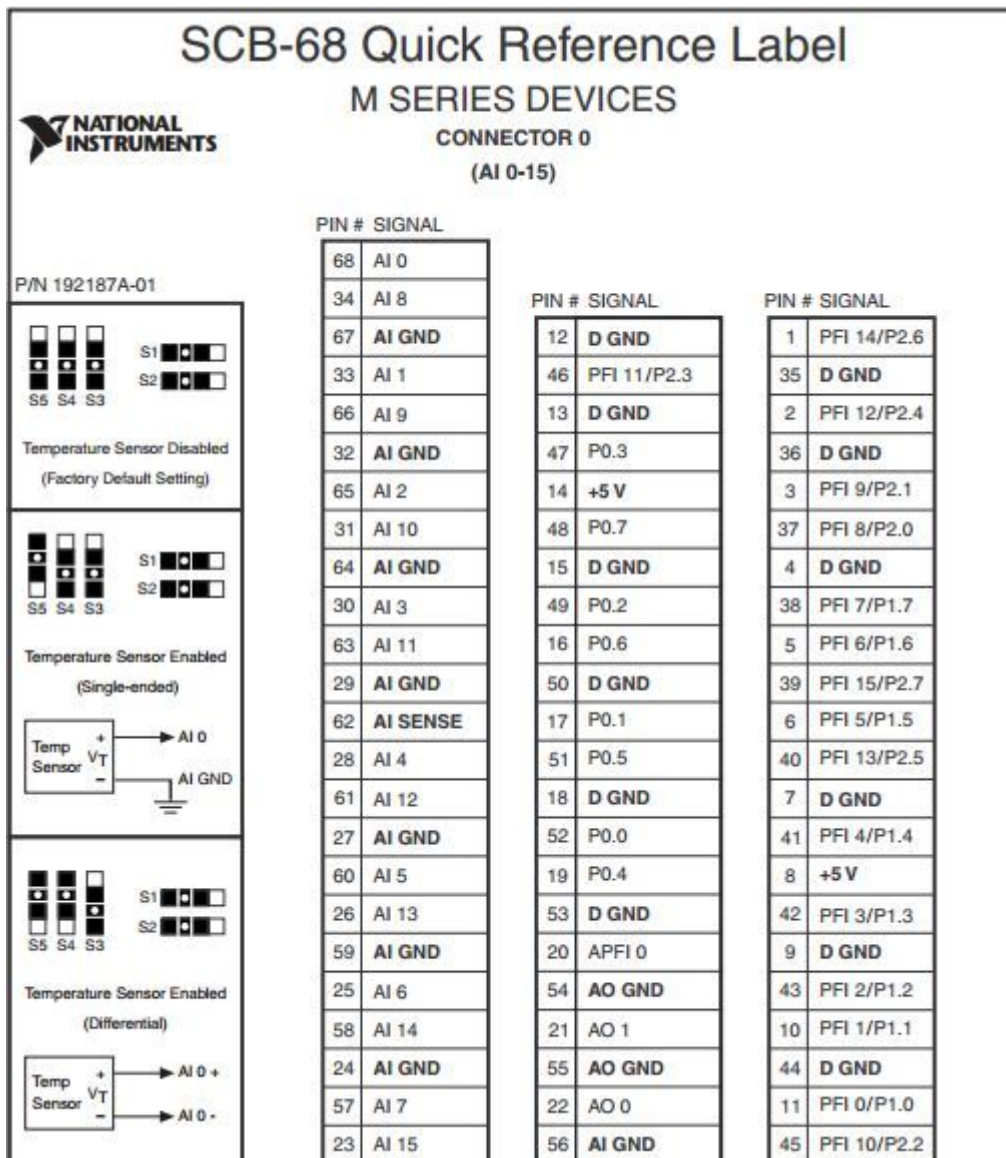 SCB-68 Quick Reference Label
M SERIES DEVICES
NATIONAL
INSTRUMENTS
CONNECTOR 0
(AI 0-15)
P/N 192187A-01
S5 S4 S3
S1
S2
Temperature Sensor Disabled
(Factory Default Setting)
S5 S4 S3
S1
S2
Temperature Sensor Enabled
(Single-ended)
Temp
Sensor
+
VT
−
AI 0
AI GND
S5 S4 S3
S1
S2
Temperature Sensor Enabled
(Differential)
Temp
Sensor
+
VT
−
AI 0 +
AI 0 -
PIN # SIGNAL
68 AI 0
34 AI 8
67 AI GND
33 AI 1
66 AI 9
32 AI GND
65 AI 2
31 AI 10
64 AI GND
30 AI 3
63 AI 11
29 AI GND
62 AI SENSE
28 AI 4
61 AI 12
27 AI GND
60 AI 5
26 AI 13
59 AI GND
25 AI 6
58 AI 14
24 AI GND
57 AI 7
23 AI 15
PIN # SIGNAL
12 D GND
46 PFI 11/P2.3
13 D GND
47 P0.3
14 +5 V
48 P0.7
15 D GND
49 P0.2
16 P0.6
50 D GND
17 P0.1
51 P0.5
18 D GND
52 P0.0
19 P0.4
53 D GND
20 APFI 0
54 AO GND
21 AO 1
55 AO GND
22 AO 0
56 AI GND
PIN # SIGNAL
1 PFI 14/P2.6
35 D GND
2 PFI 12/P2.4
36 D GND
3 PFI 9/P2.1
37 PFI 8/P2.0
4 D GND
38 PFI 7/P1.7
5 PFI 6/P1.6
39 PFI 15/P2.7
6 PFI 5/P1.5
40 PFI 13/P2.5
7 D GND
41 PFI 4/P1.4
8 +5 V
42 PFI 3/P1.3
9 D GND
43 PFI 2/P1.2
10 PFI 1/P1.1
44 D GND
11 PFI 0/P1.0
45 PFI 10/P2.2